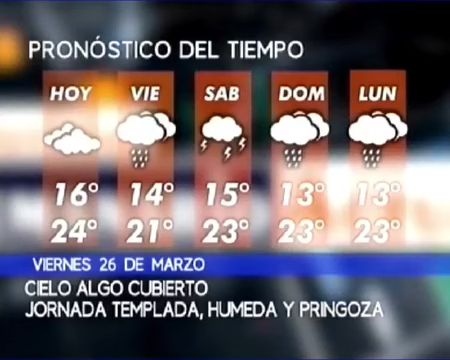 PRONÓSTICO DEL TIEMPO
HOY VIE SAB DOM LUN
16° 14° 15° 13° 13°
24° 21° 23° 23° 23°
VIERNES 26 DE MARZO
CIELO ALGO CUBIERTO
JORNADA TEMPLADA, HUMEDA Y PRINGOZA